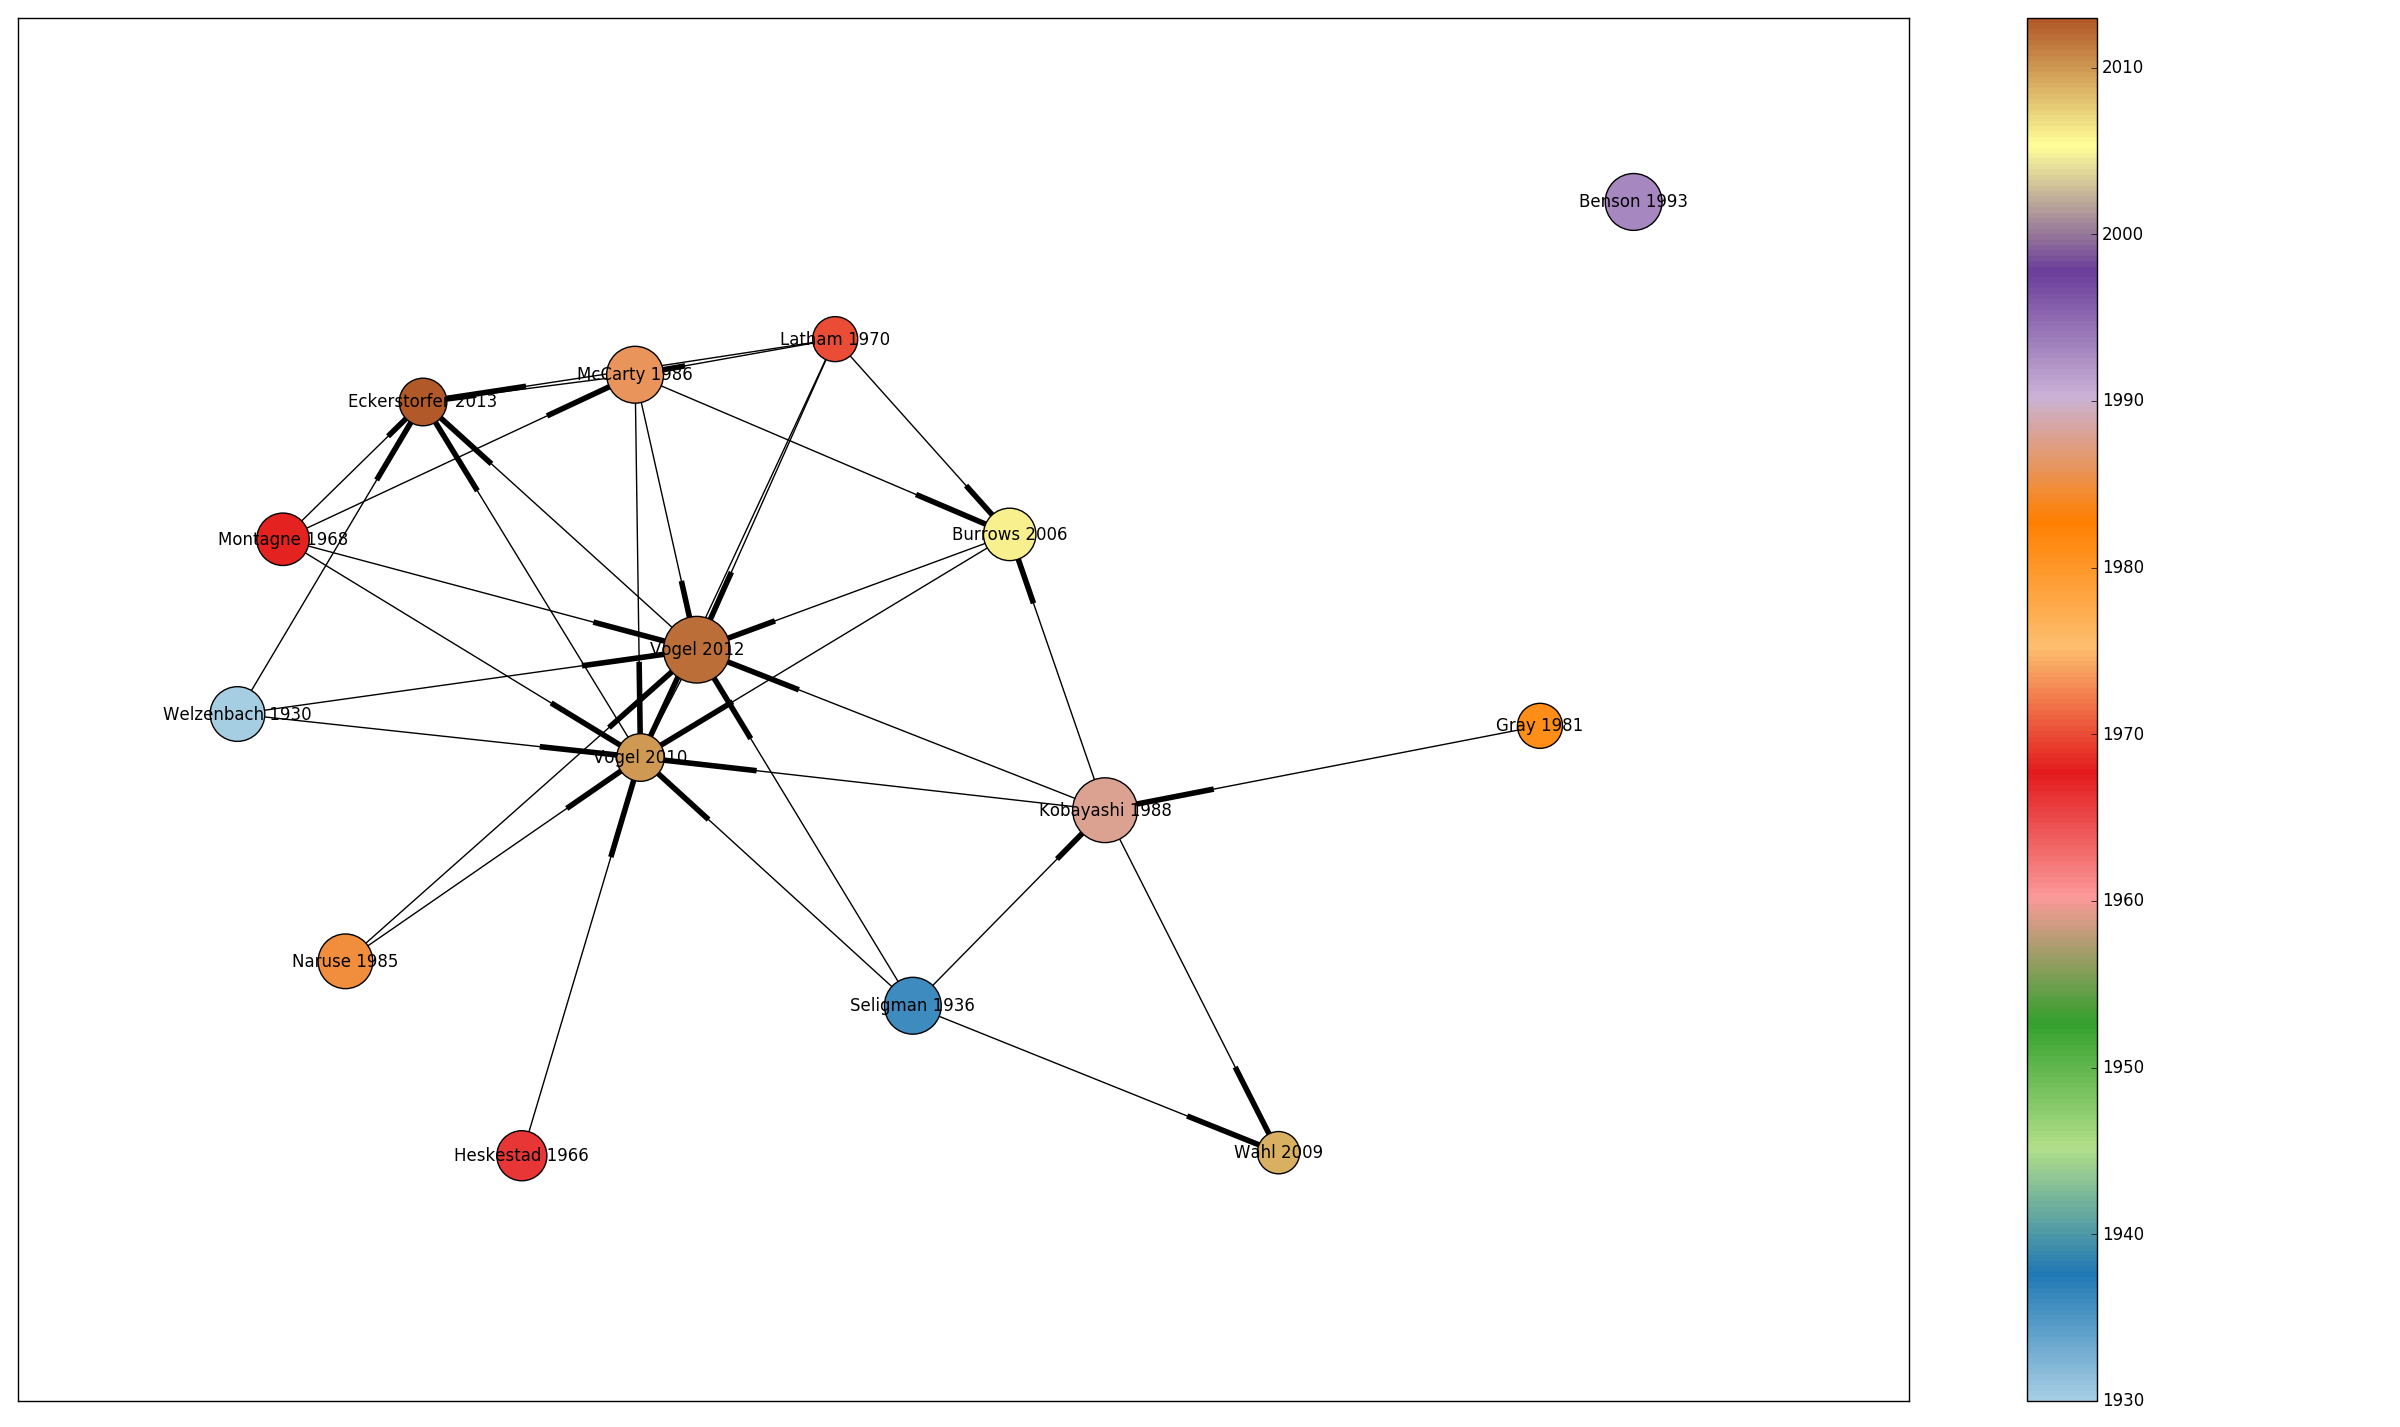 Benson 1993
Latham 1970
McCarty 1986
Eckerstorfer 2013
Burrows 2006
Montagne 1968
Vogel 2012
Welzenbach 1930
Gray 1981
Vogel 2010
Kobayashi 1988
Naruse 1985
Seligman 1936
Wahl 2009
Heskestad 1966
2010
2000
1990
1980
1970
1960
1950
1940
1930